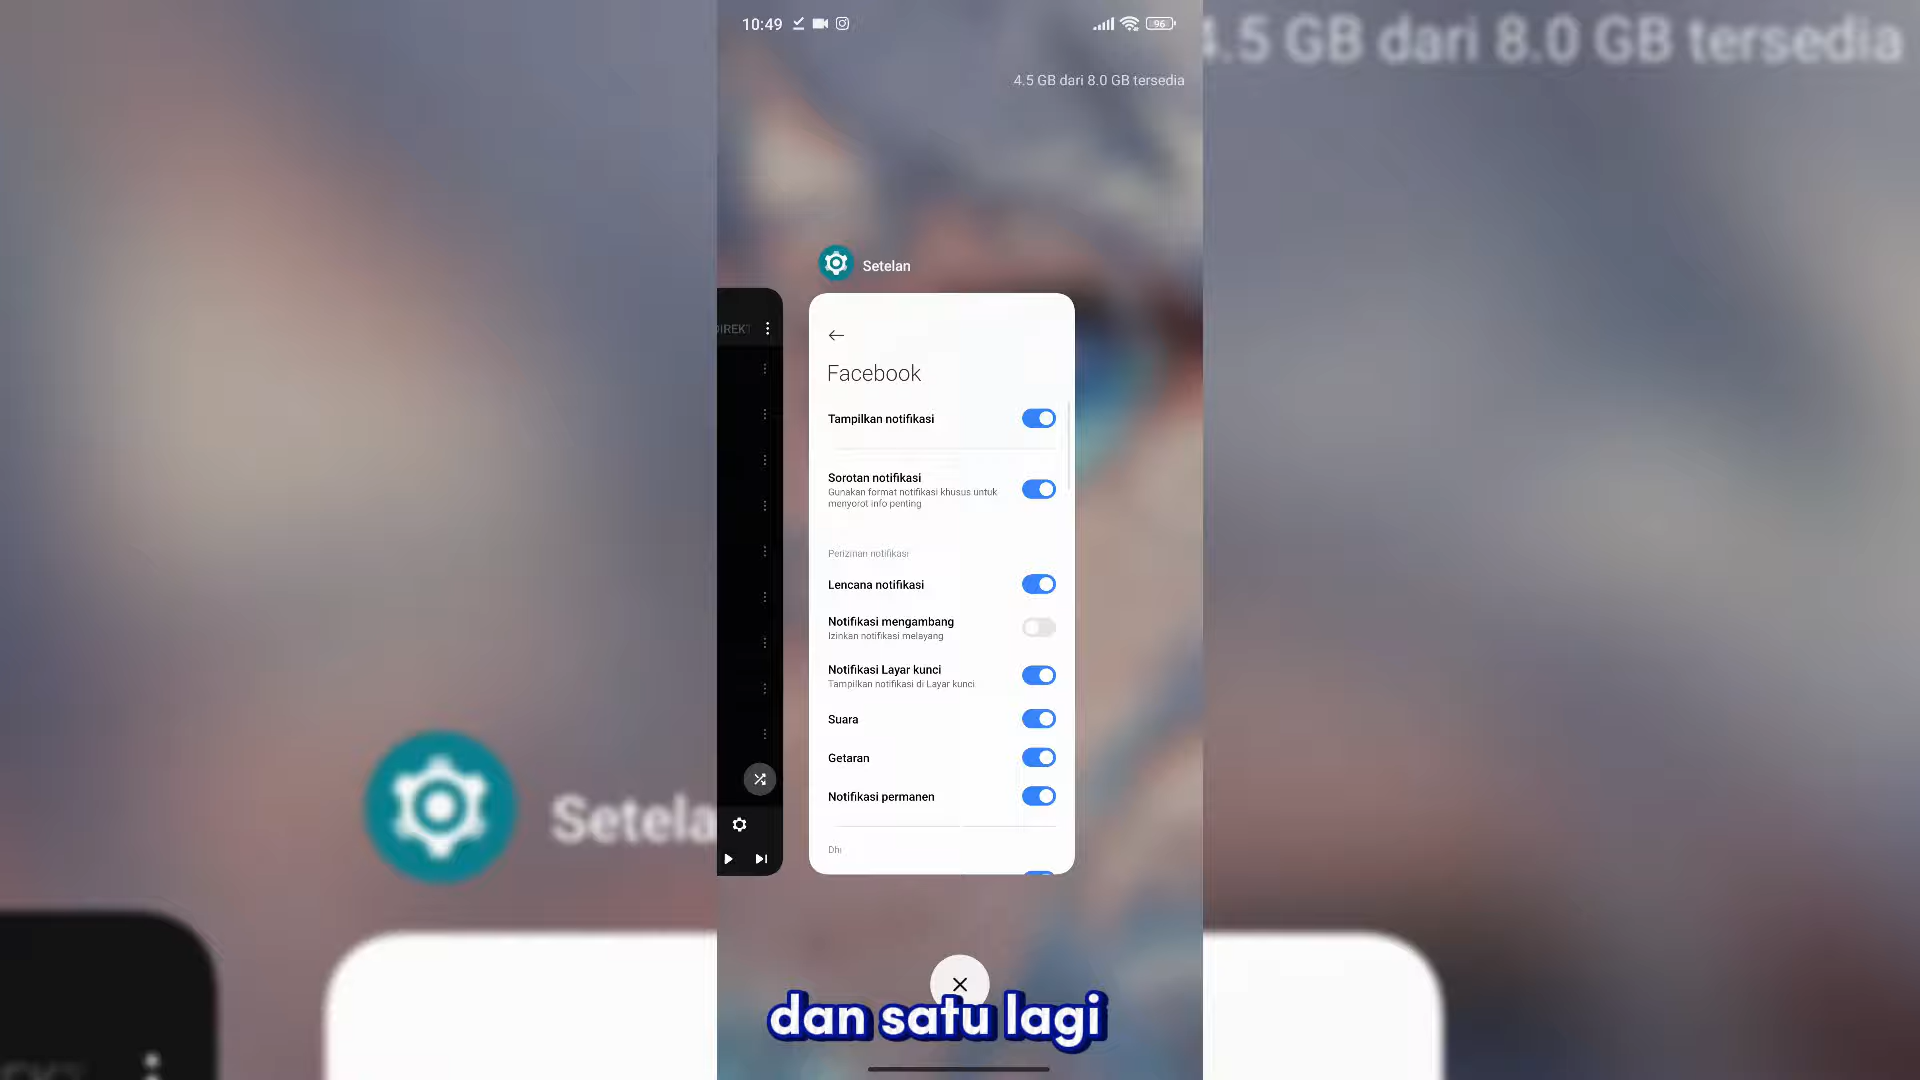 10:49
96
4.5 GB dari 8.0 GB tersedia
4.5 GB dari 8.0 GB tersedia
Setelan
Facebook
Tampilkan notifikasi
Sorotan notifikasi
Gunakan format notifikasi khusus untuk
menyorot info penting
Perizinan notifikasi
Lencana notifikasi
Notifikasi mengambang
Izinkan notifikasi melayang
Notifikasi Layar kunci
Tampilkan notifikasi di Layar kunci
Suara
Getaran
Notifikasi permanen
Dhi
Setela
dan satu lagi